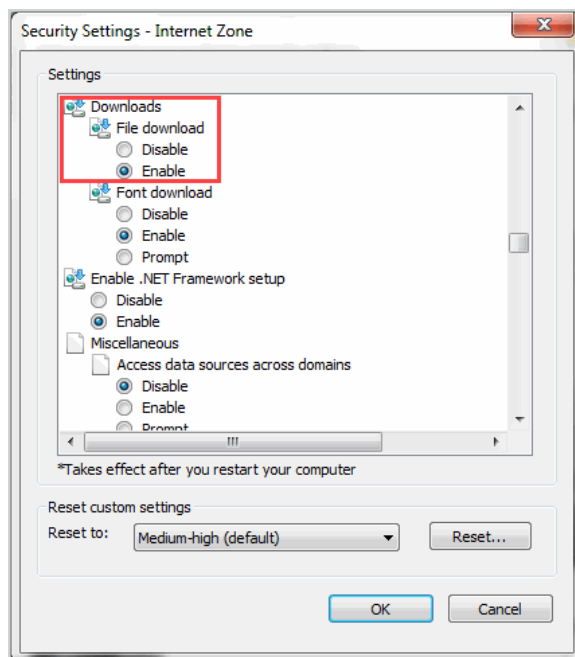 Security Settings - Internet Zone
Settings
Downloads
File download
Disable
Enable
Font download
Disable
Enable
Prompt
Enable .NET Framework setup
Disable
Enable
Miscellaneous
Access data sources across domains
Disable
Enable
Prompt
*Takes effect after you restart your computer
Reset custom settings
Reset to:
Medium-high (default)
Reset...
OK
Cancel